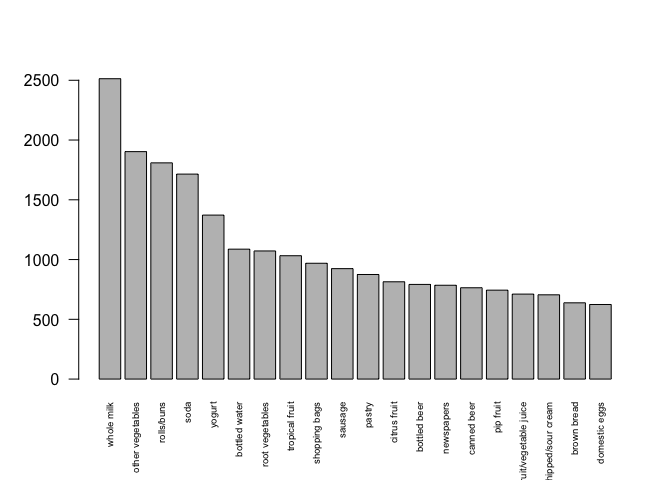 2500
2000
1500
1000
500
0
whole milk
other vegetables
rolls/buns
soda
yogurt
bottled water
root vegetables
tropical fruit
shopping bags
sausage
pastry
citrus fruit
bottled beer
newspapers
canned beer
pip fruit
ruit/vegetable juice
hipped/sour cream
brown bread
domestic eggs